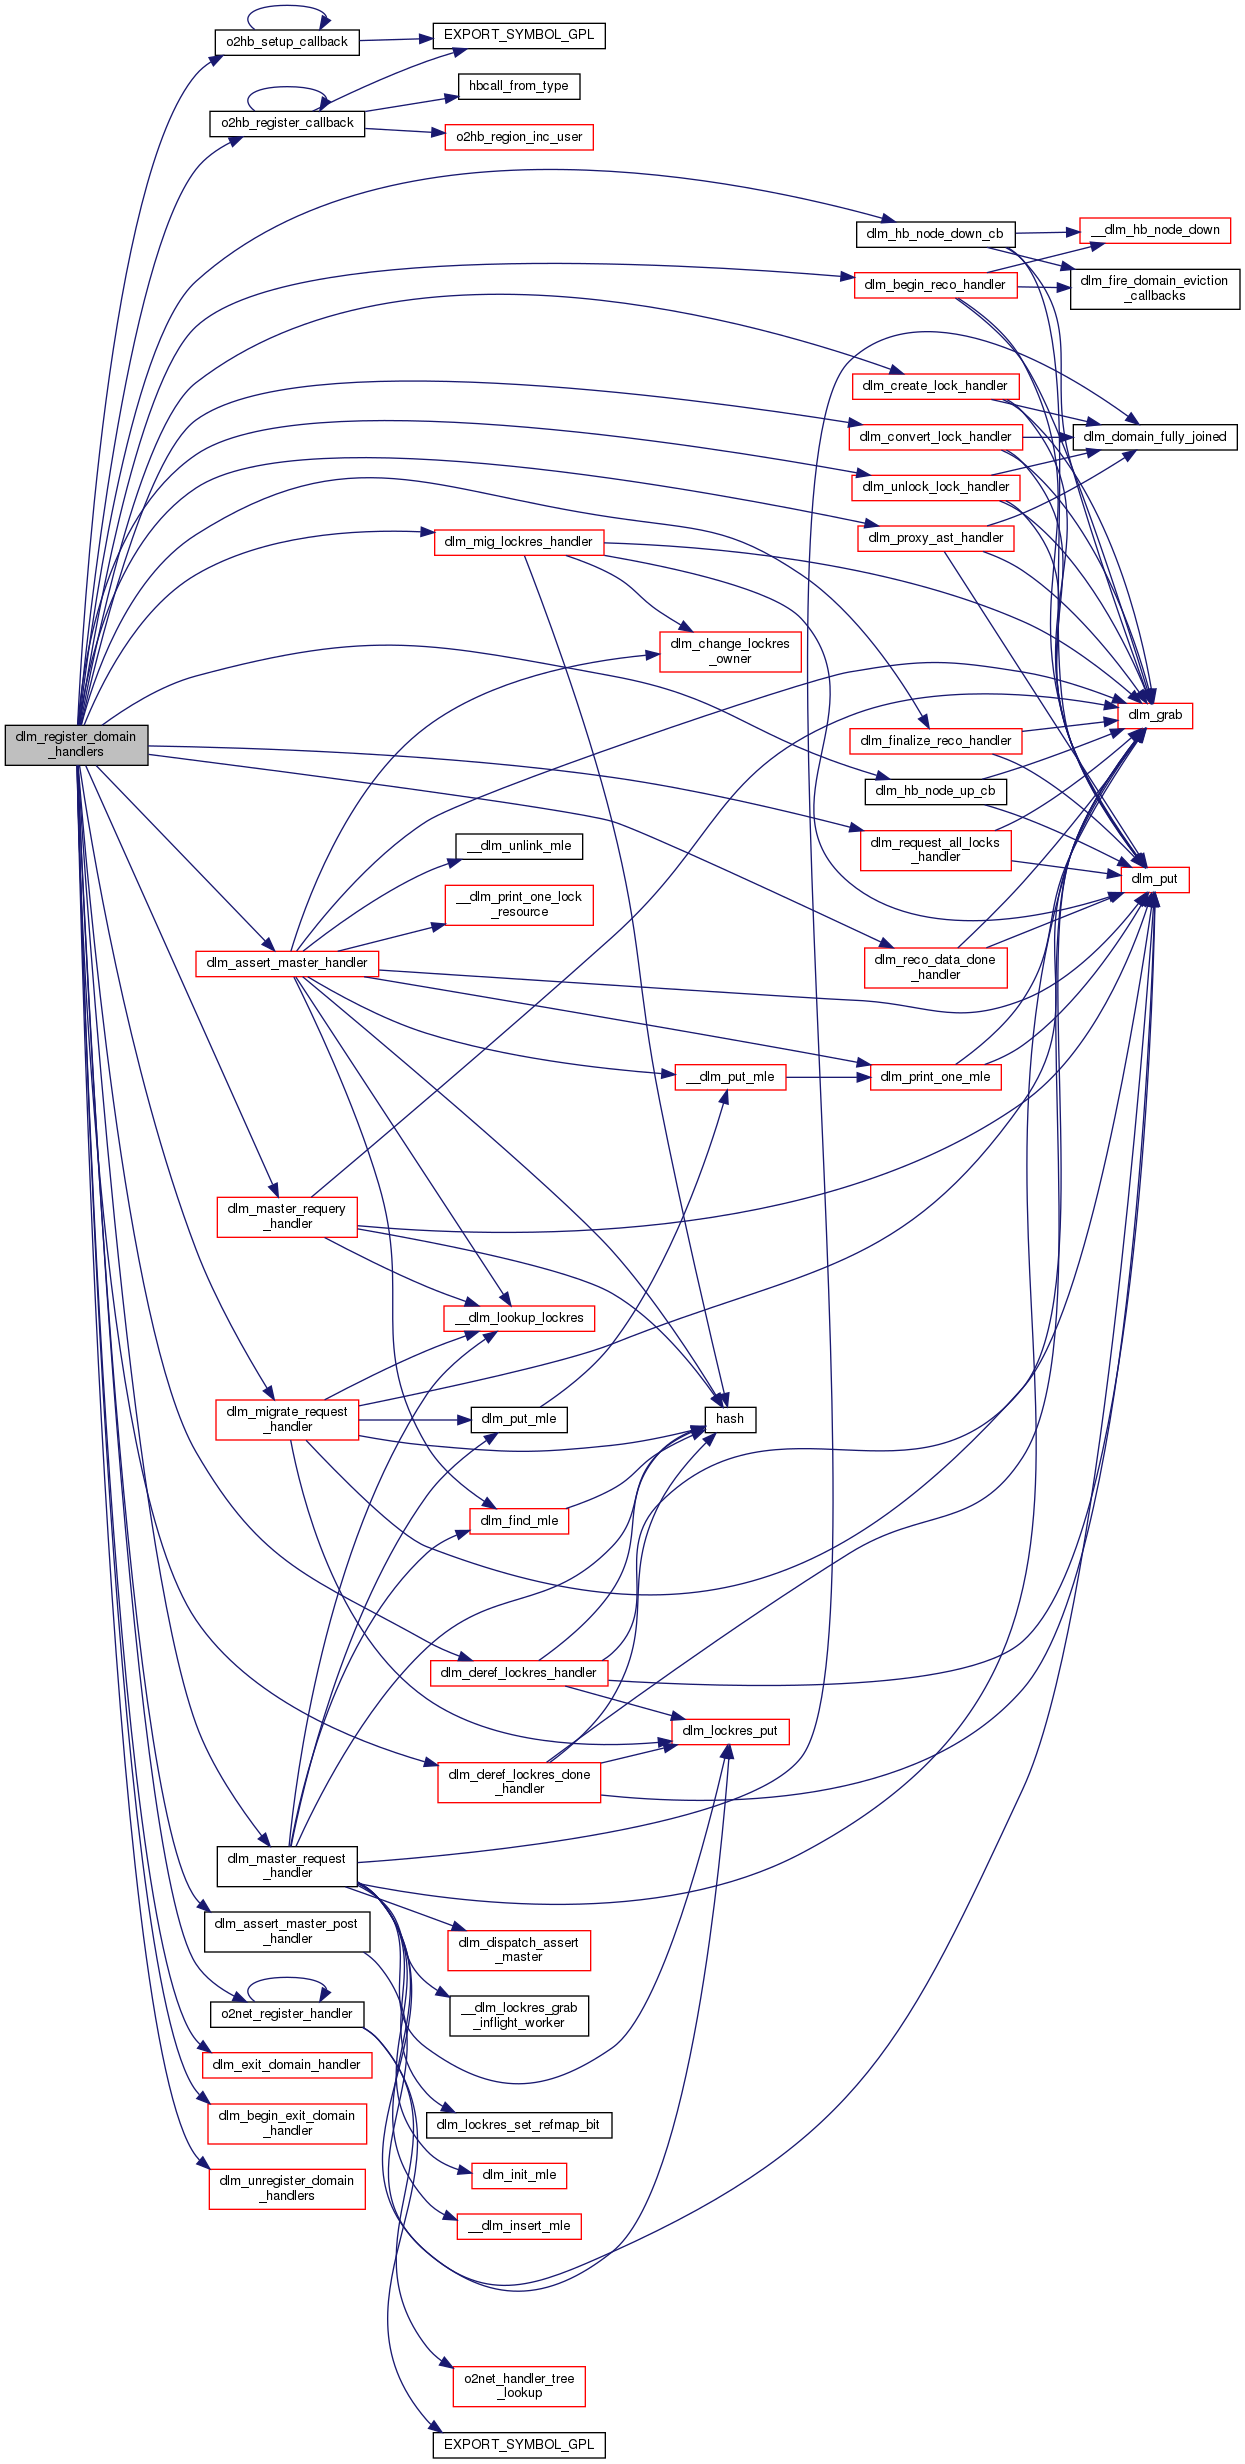 o2hb_setup_callback
EXPORT_SYMBOL_GPL
hbcall_from_type
o2hb_register_callback
o2hb_region_inc_user
dlm_hb_node_down_cb
__dlm_hb_node_down
dlm_begin_reco_handler
dlm_fire_domain_eviction
_callbacks
dlm_create_lock_handler
dlm_convert_lock_handler
dlm_domain_fully_joined
dlm_unlock_lock_handler
dlm_proxy_ast_handler
dlm_mig_lockres_handler
dlm_change_lockres
_owner
dlm_grab
dlm_register_domain
_handlers
dlm_finalize_reco_handler
dlm_hb_node_up_cb
__dlm_unlink_mle
dlm_request_all_locks
_handler
dlm_put
__dlm_print_one_lock
_resource
dlm_assert_master_handler
dlm_reco_data_done
_handler
__dlm_put_mle
dlm_print_one_mle
dlm_master_requery
_handler
__dlm_lookup_lockres
dlm_migrate_request
_handler
dlm_put_mle
hash
dlm_find_mle
dlm_deref_lockres_handler
dlm_lockres_put
dlm_deref_lockres_done
_handler
dlm_master_request
_handler
dlm_assert_master_post
_handler
dlm_dispatch_assert
_master
o2net_register_handler
__dlm_lockres_grab
_inflight_worker
dlm_exit_domain_handler
dlm_begin_exit_domain
_handler
dlm_lockres_set_refmap_bit
dlm_unregister_domain
_handlers
dlm_init_mle
__dlm_insert_mle
o2net_handler_tree
_lookup
EXPORT_SYMBOL_GPL